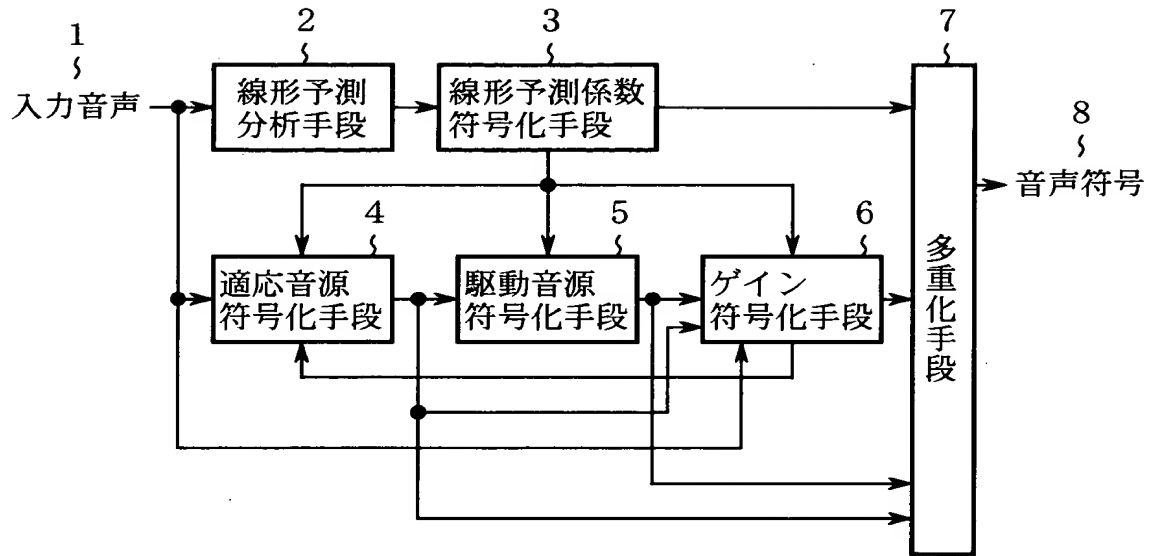 1
入力音声
2
線形予測
分析手段
3
線形予測係数
符号化手段
7
多重化手段
8
音声符号
4
適応音源
符号化手段
5
駆動音源
符号化手段
6
ゲイン
符号化手段